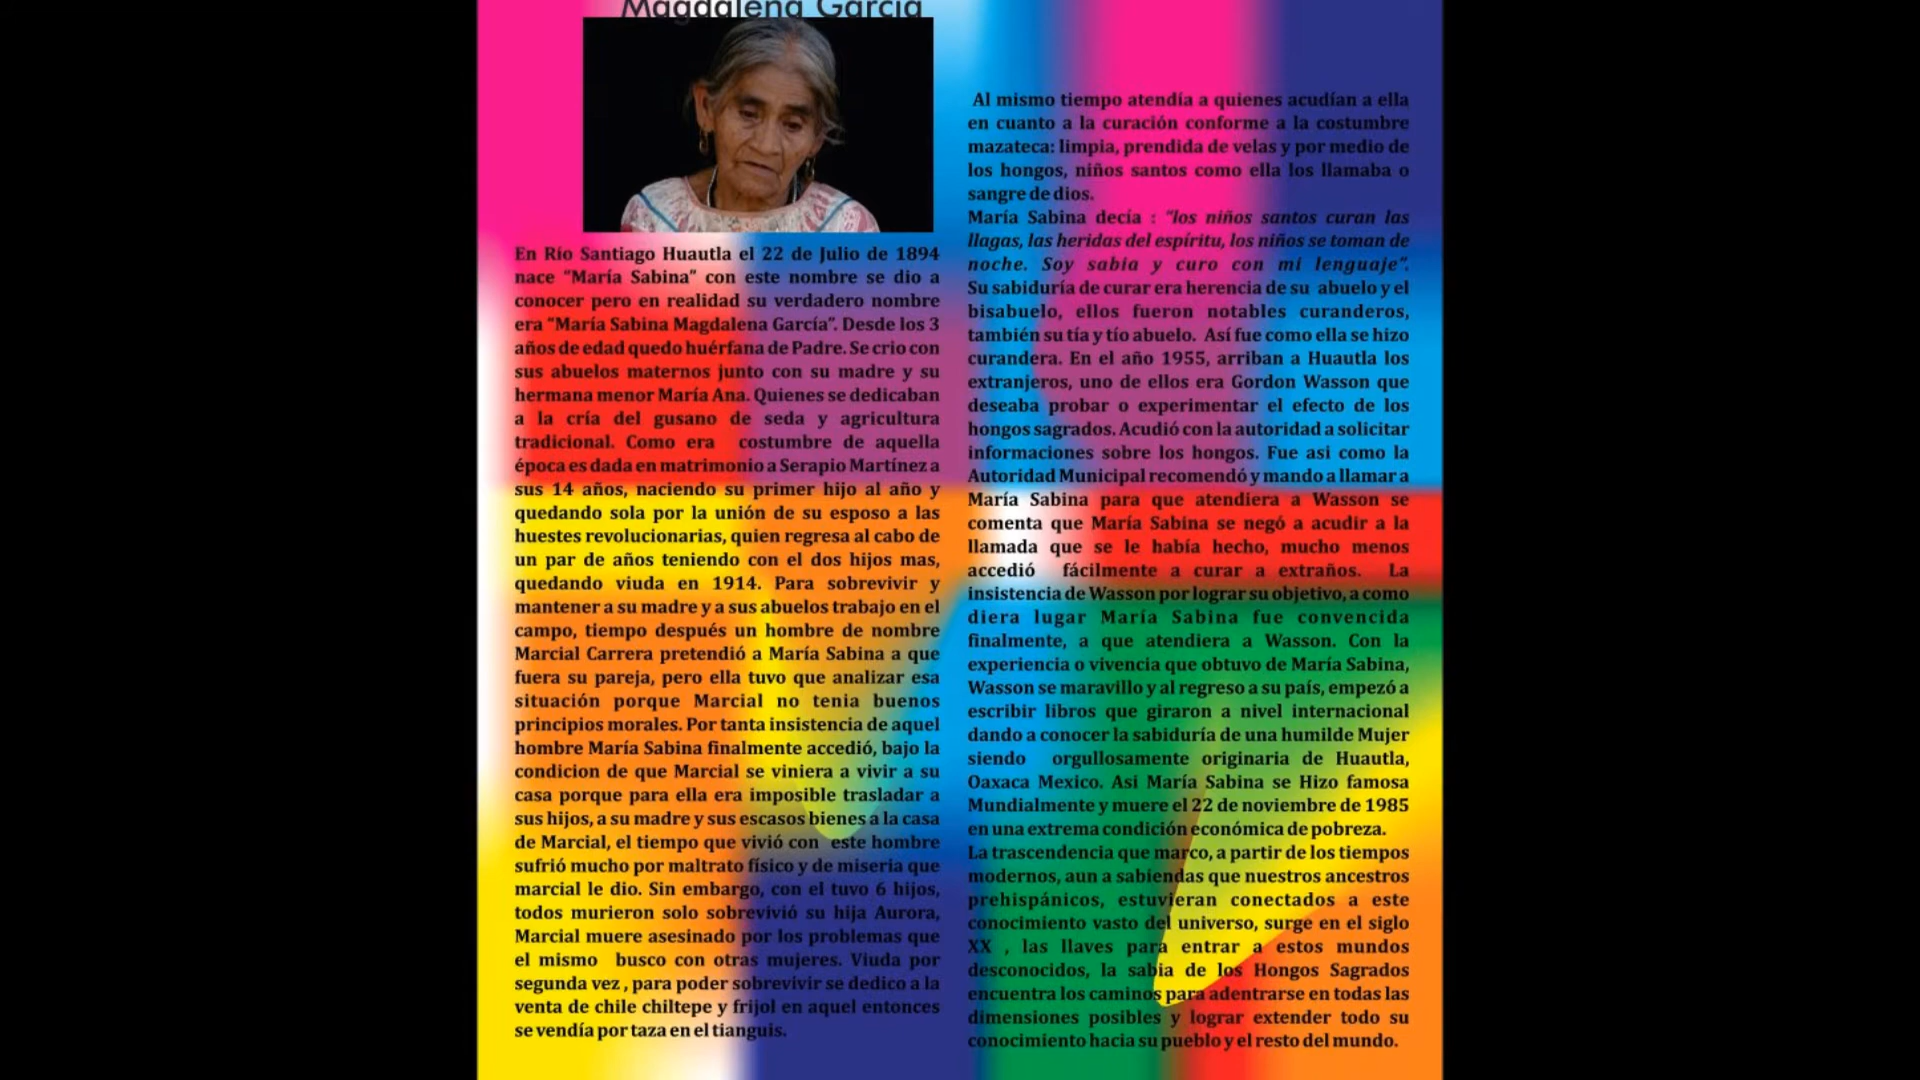 Magdalena García
En Río Santiago Huautla el 22 de Julio de 1894
nace “María Sabina” con este nombre se dio a
conocer pero en realidad su verdadero nombre
era “María Sabina Magdalena García”. Desde los 3
años de edad quedo huérfana de Padre. Se crio con
sus abuelos maternos junto con su madre y su
hermana menor María Ana. Quienes se dedicaban
a la cría del gusano de seda y agricultura
tradicional. Como era costumbre de aquella
época es dada en matrimonio a Serapio Martínez a
sus 14 años, naciendo su primer hijo al año y
quedando sola por la unión de su esposo a las
huestes revolucionarias, quien regresa al cabo de
un par de años teniendo con el dos hijos mas,
quedando viuda en 1914. Para sobrevivir y
mantener a su madre y a sus abuelos trabajo en el
campo, tiempo después un hombre de nombre
Marcial Carrera pretendió a María Sabina a que
fuera su pareja, pero ella tuvo que analizar esa
situación porque Marcial no tenia buenos
principios morales. Por tanta insistencia de aquel
hombre María Sabina finalmente accedió, bajo la
condicion de que Marcial se viniera a vivir a su
casa porque para ella era imposible trasladar a
sus hijos, a su madre y sus escasos bienes a la casa
de Marcial, el tiempo que vivió con este hombre
sufrió mucho por maltrato físico y de miseria que
marcial le dio. Sin embargo, con el tuvo 6 hijos,
todos murieron solo sobrevivió su hija Aurora,
Marcial muere asesinado por los problemas que
el mismo busco con otras mujeres. Viuda por
segunda vez , para poder sobrevivir se dedico a la
venta de chile chiltepe y frijol en aquel entonces
se vendía por taza en el tianguis.
Al mismo tiempo atendía a quienes acudían a ella
en cuanto a la curación conforme a la costumbre
mazateca: limpia, prendida de velas y por medio de
los hongos, niños santos como ella los llamaba o
sangre de dios.
María Sabina decía : “los niños santos curan las
llagas, las heridas del espíritu, los niños se toman de
noche. Soy sabia y curo con mi lenguaje”.
Su sabiduría de curar era herencia de su abuelo y el
bisabuelo, ellos fueron notables curanderos,
también su tía y tío abuelo. Así fue como ella se hizo
curandera. En el año 1955, arriban a Huautla los
extranjeros, uno de ellos era Gordon Wasson que
deseaba probar o experimentar el efecto de los
hongos sagrados. Acudió con la autoridad a solicitar
informaciones sobre los hongos. Fue asi como la
Autoridad Municipal recomendó y mando a llamar a
María Sabina para que atendiera a Wasson se
comenta que María Sabina se negó a acudir a la
llamada que se le había hecho, mucho menos
accedió fácilmente a curar a extraños. La
insistencia de Wasson por lograr su objetivo, a como
diera lugar María Sabina fue convencida
finalmente, a que atendiera a Wasson. Con la
experiencia o vivencia que obtuvo de María Sabina,
Wasson se maravillo y al regreso a su país, empezó a
escribir libros que giraron a nivel internacional
dando a conocer la sabiduría de una humilde Mujer
siendo orgullosamente originaria de Huautla,
Oaxaca Mexico. Asi María Sabina se Hizo famosa
Mundialmente y muere el 22 de noviembre de 1985
en una extrema condición económica de pobreza.
La trascendencia que marco, a partir de los tiempos
modernos, aun a sabiendas que nuestros ancestros
prehispánicos, estuvieran conectados a este
conocimiento vasto del universo, surge en el siglo
XX , las llaves para entrar a estos mundos
desconocidos, la sabia de los Hongos Sagrados
encuentra los caminos para adentrarse en todas las
dimensiones posibles y lograr extender todo su
conocimiento hacia su pueblo y el resto del mundo.